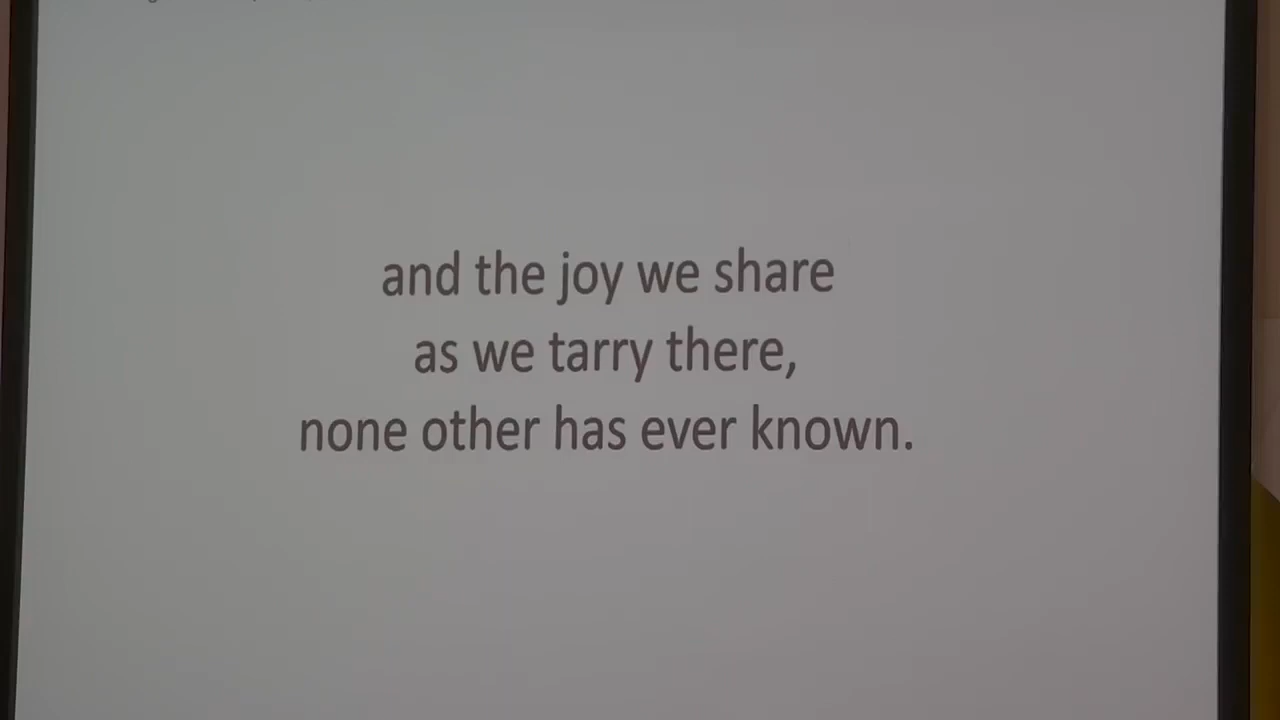 and the joy we share
as we tarry there,
none other has ever known.